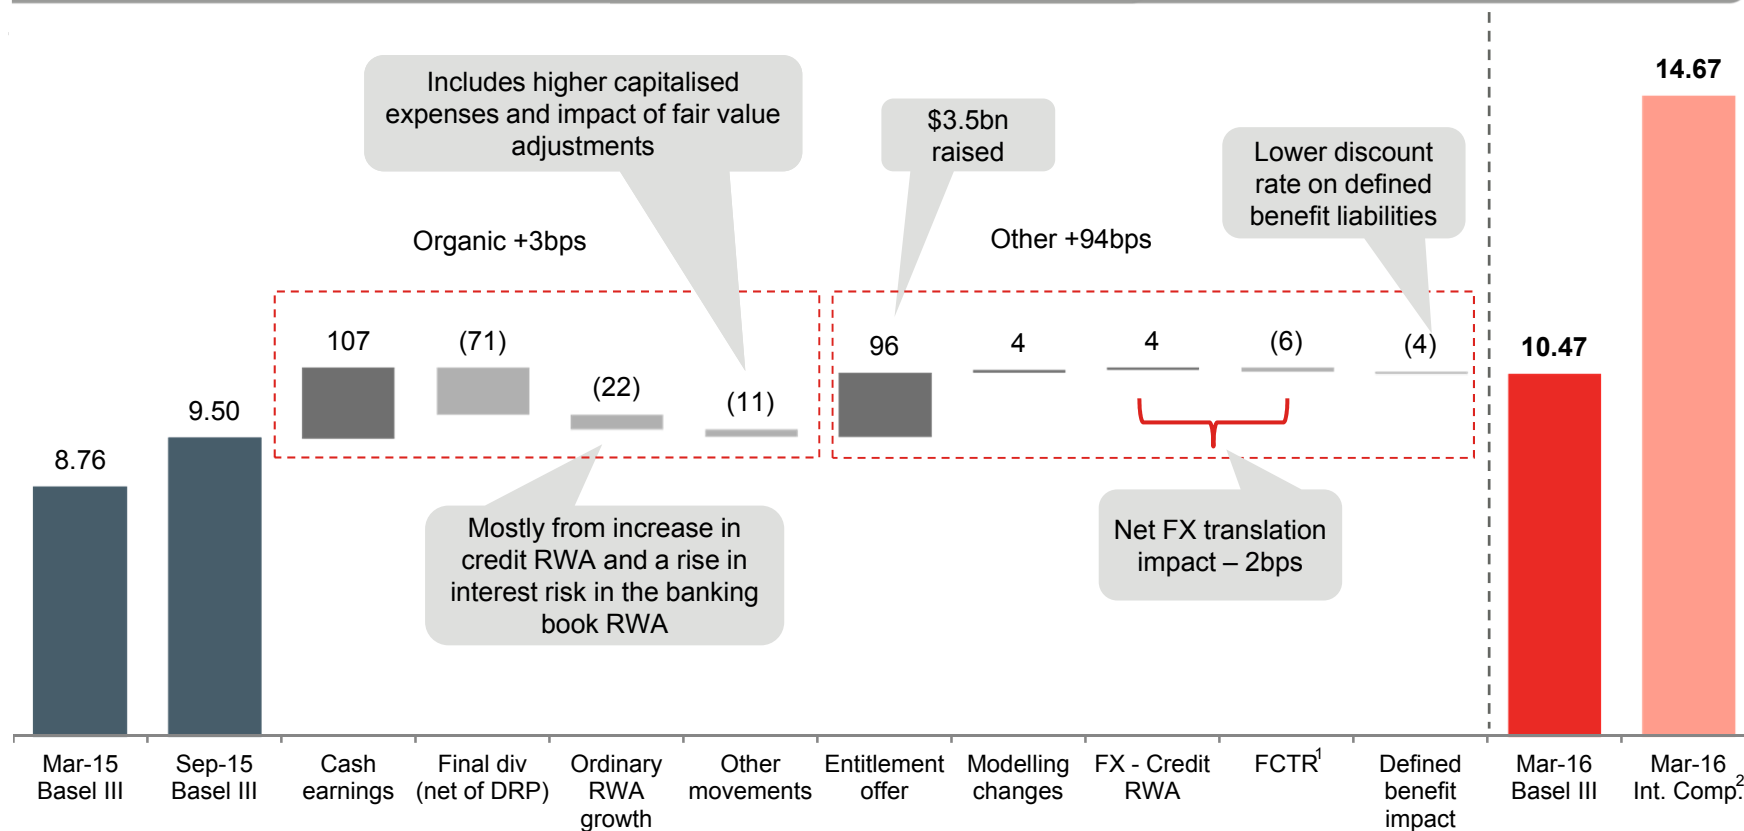 Includes higher capitalised
expenses and impact of fair value
adjustments
$3.5bn
raised
Lower discount
rate on defined
benefit liabilities
14.67
Organic +3bps
Other +94bps
107
(71)
(22)
(11)
96
4
4
(6)
(4)
10.47
9.50
8.76
Mostly from increase in
credit RWA and a rise in
interest risk in the banking
book RWA
Net FX translation
impact – 2bps
Mar-15
Basel III
Sep-15
Basel III
Cash
earnings
Final div
(net of DRP)
Ordinary
RWA
growth
Other
movements
Entitlement
offer
Modelling
changes
FX - Credit
RWA
FCTR1
Defined
benefit
impact
Mar-16
Basel III
Mar-16
Int. Comp.2